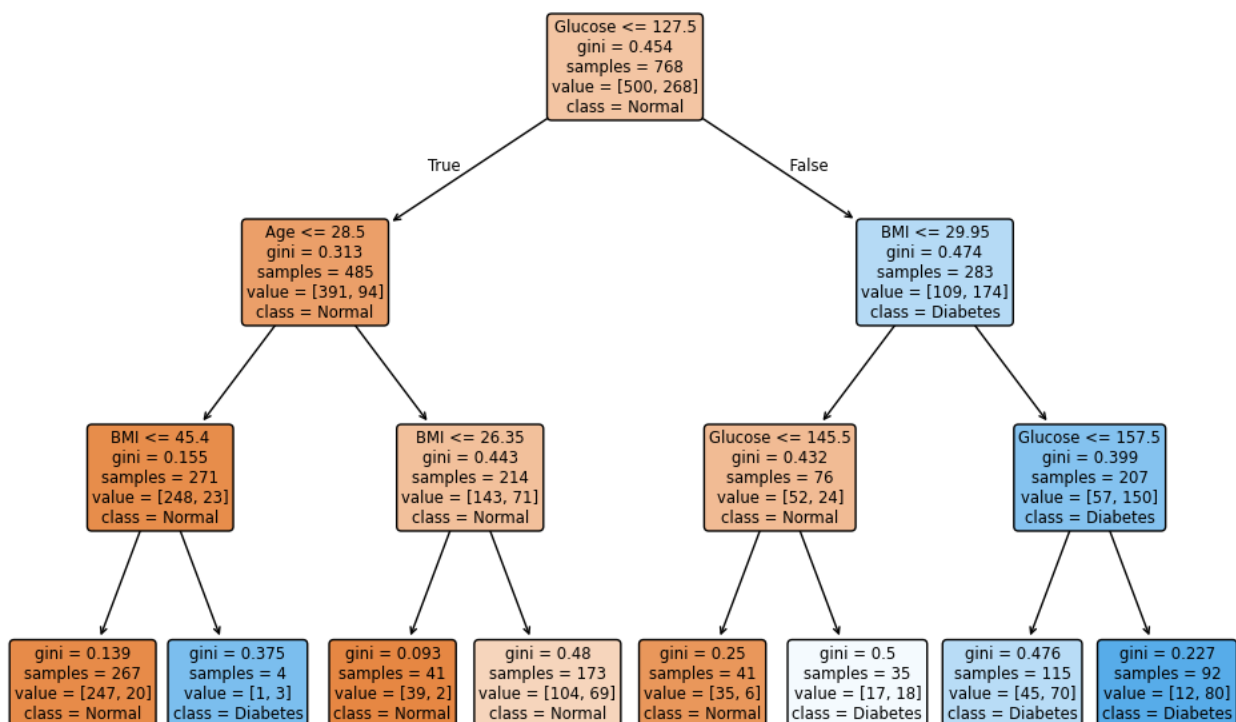 Glucose <= 127.5
gini = 0.454
samples = 768
value = [500, 268]
class = Normal
True
False
Age <= 28.5
gini = 0.313
samples = 485
value = [391, 94]
class = Normal
BMI <= 29.95
gini = 0.474
samples = 283
value = [109, 174]
class = Diabetes
BMI <= 45.4
gini = 0.155
samples = 271
value = [248, 23]
class = Normal
BMI <= 26.35
gini = 0.443
samples = 214
value = [143, 71]
class = Normal
Glucose <= 145.5
gini = 0.432
samples = 76
value = [52, 24]
class = Normal
Glucose <= 157.5
gini = 0.399
samples = 207
value = [57, 150]
class = Diabetes
gini = 0.139
samples = 267
value = [247, 20]
class = Normal
gini = 0.375
samples = 4
value = [1, 3]
class = Diabetes
gini = 0.093
samples = 41
value = [39, 2]
class = Normal
gini = 0.48
samples = 173
value = [104, 69]
class = Normal
gini = 0.25
samples = 41
value = [35, 6]
class = Normal
gini = 0.5
samples = 35
value = [17, 18]
class = Diabetes
gini = 0.476
samples = 115
value = [45, 70]
class = Diabetes
gini = 0.227
samples = 92
value = [12, 80]
class = Diabetes